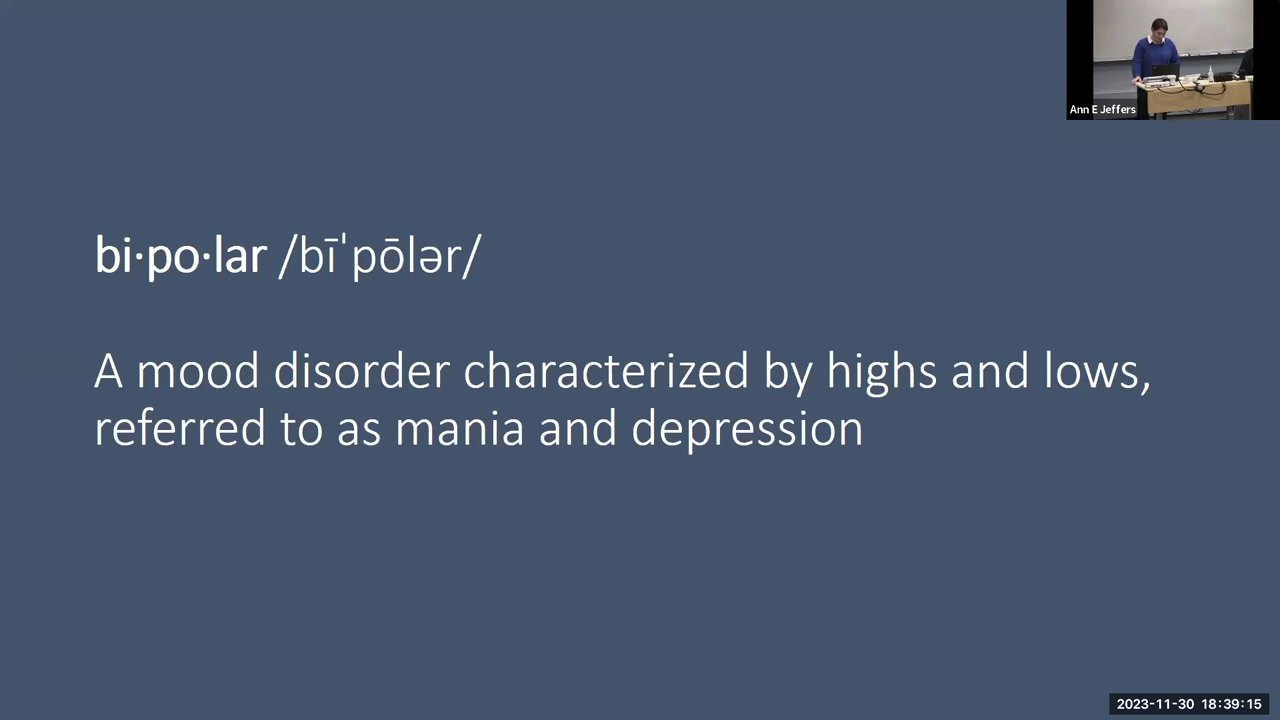 Ann E Jeffers
bi·po·lar /bīˈpōlər/
A mood disorder characterized by highs and lows,
referred to as mania and depression
2023-11-30 18:39:15